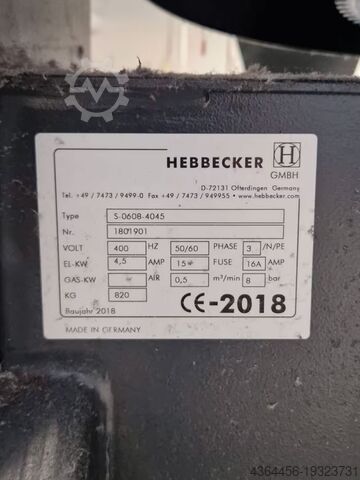 HEBBECKER H
GMBH
D-72131 Ofterdingen Germany
Tel. +49 / 7473 / 9499-0 Fax +49 / 7473 / 949955 • www.hebbecker.com
Type S-0608-4045
Nr. 1801901
VOLT 400 HZ 50/60 PHASE 3 /N/PE
EL-KW 4,5 AMP 15 FUSE 16A AMP
GAS-KW AIR 0,5 m³/min 8 bar
KG 820
Baujahr 2018
CE-2018
MADE IN GERMANY
4364456-19323731